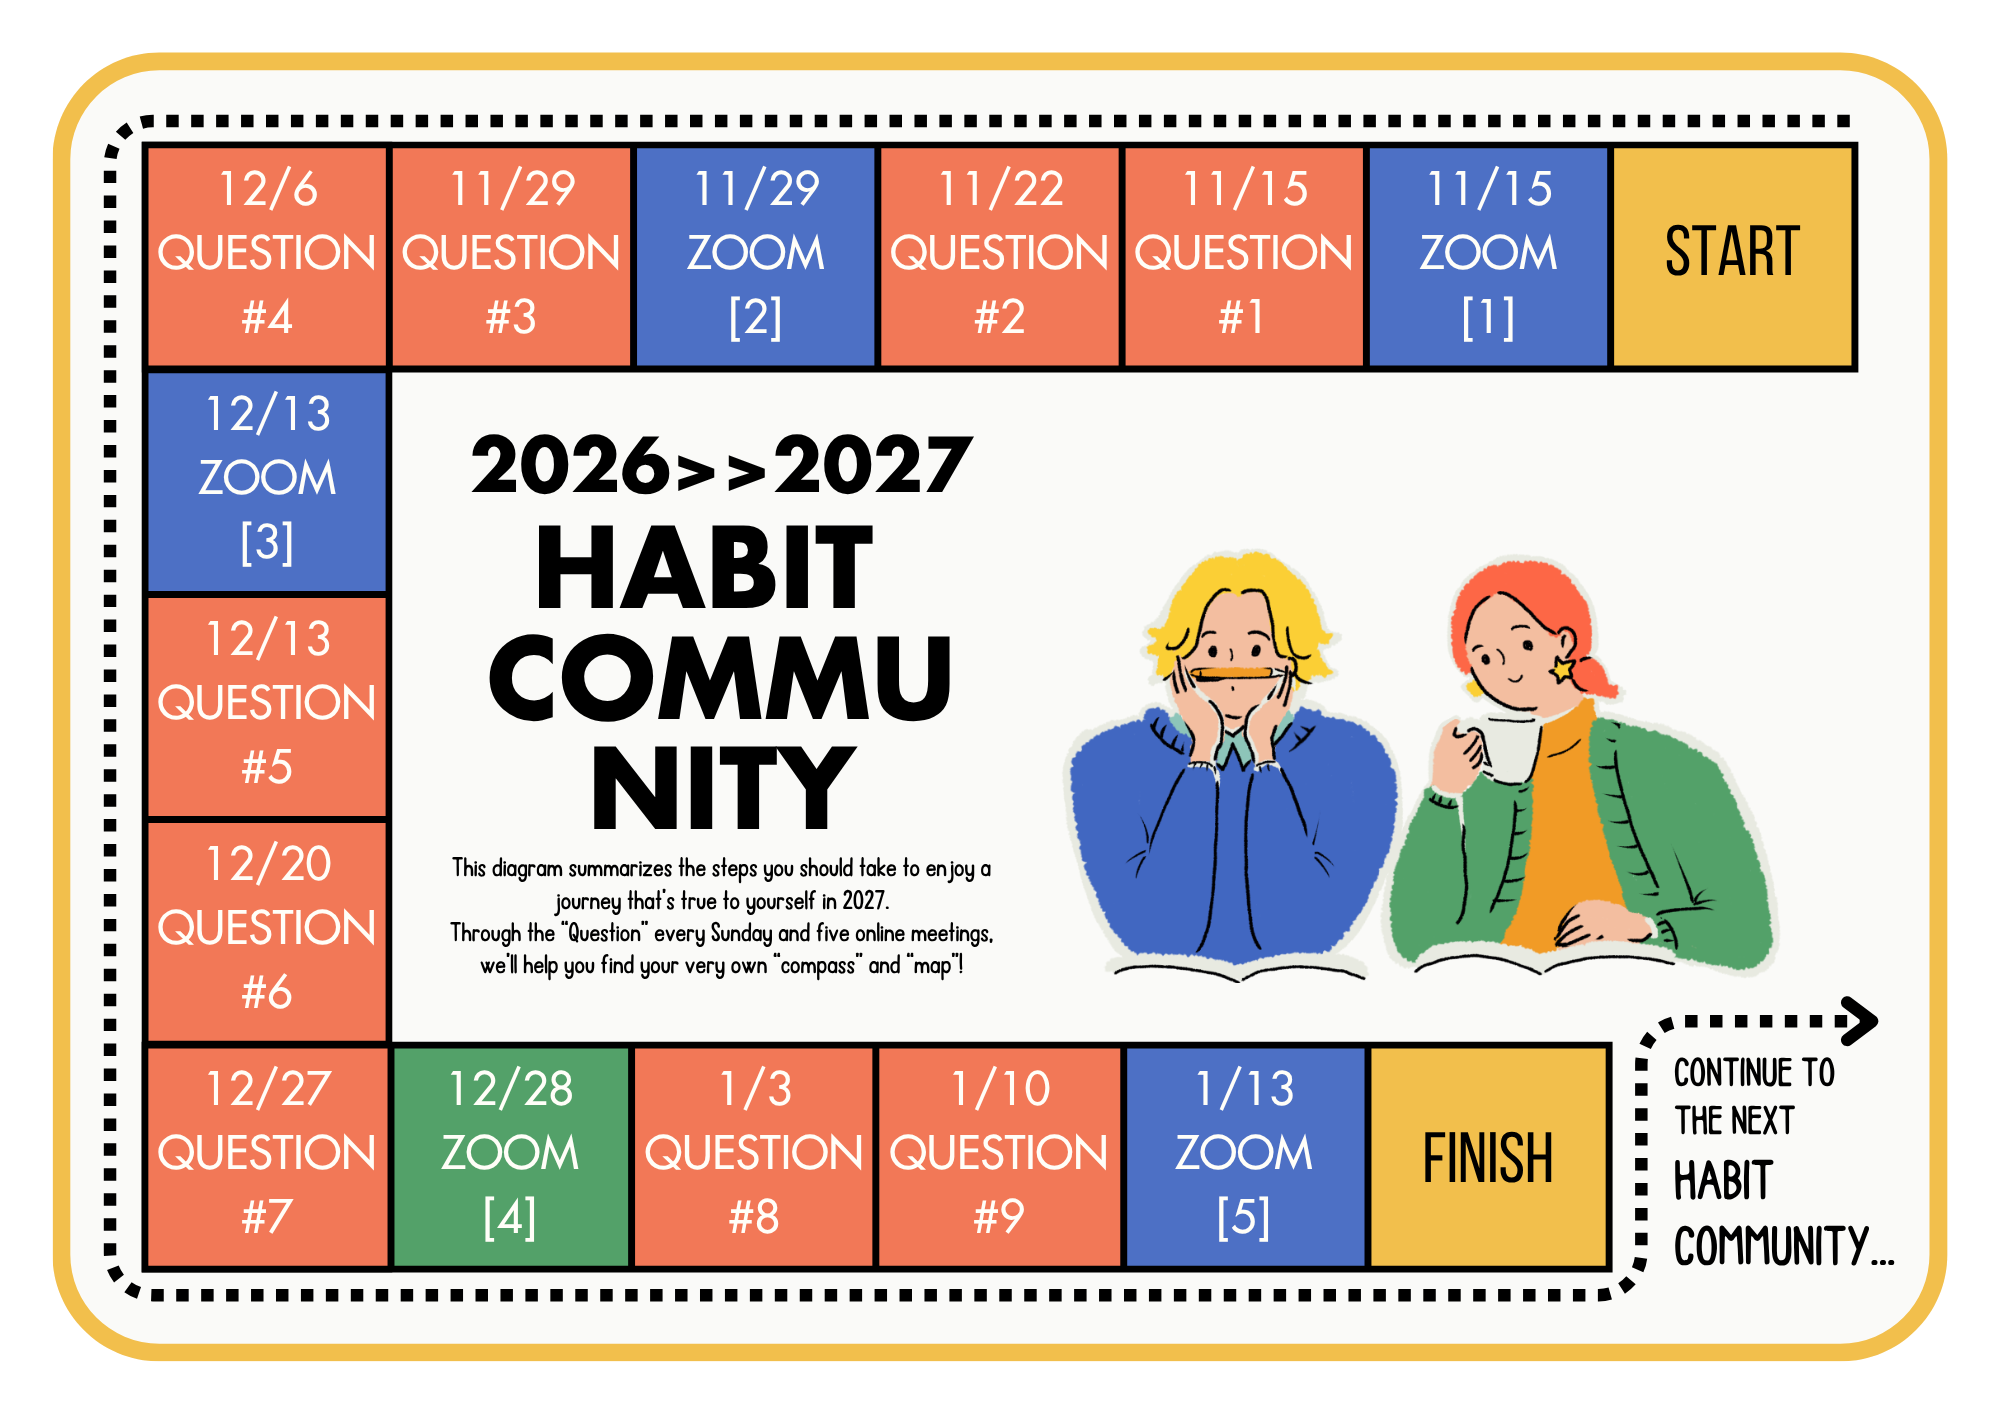 12/6
QUESTION
#4
11/29
QUESTION
#3
11/29
ZOOM
[2]
11/22
QUESTION
#2
11/15
QUESTION
#1
11/15
ZOOM
[1]
START
12/13
ZOOM
[3]
12/13
QUESTION
#5
12/20
QUESTION
#6
2026>>2027
HABIT
COMMU
NITY
This diagram summarizes the steps you should take to enjoy a
journey that's true to yourself in 2027.
Through the "Question" every Sunday and five online meetings,
we'll help you find your very own "compass" and "map"!
12/27
QUESTION
#7
12/28
ZOOM
[4]
1/3
QUESTION
#8
1/10
QUESTION
#9
1/13
ZOOM
[5]
FINISH
CONTINUE TO
THE NEXT
HABIT
COMMUNITY...